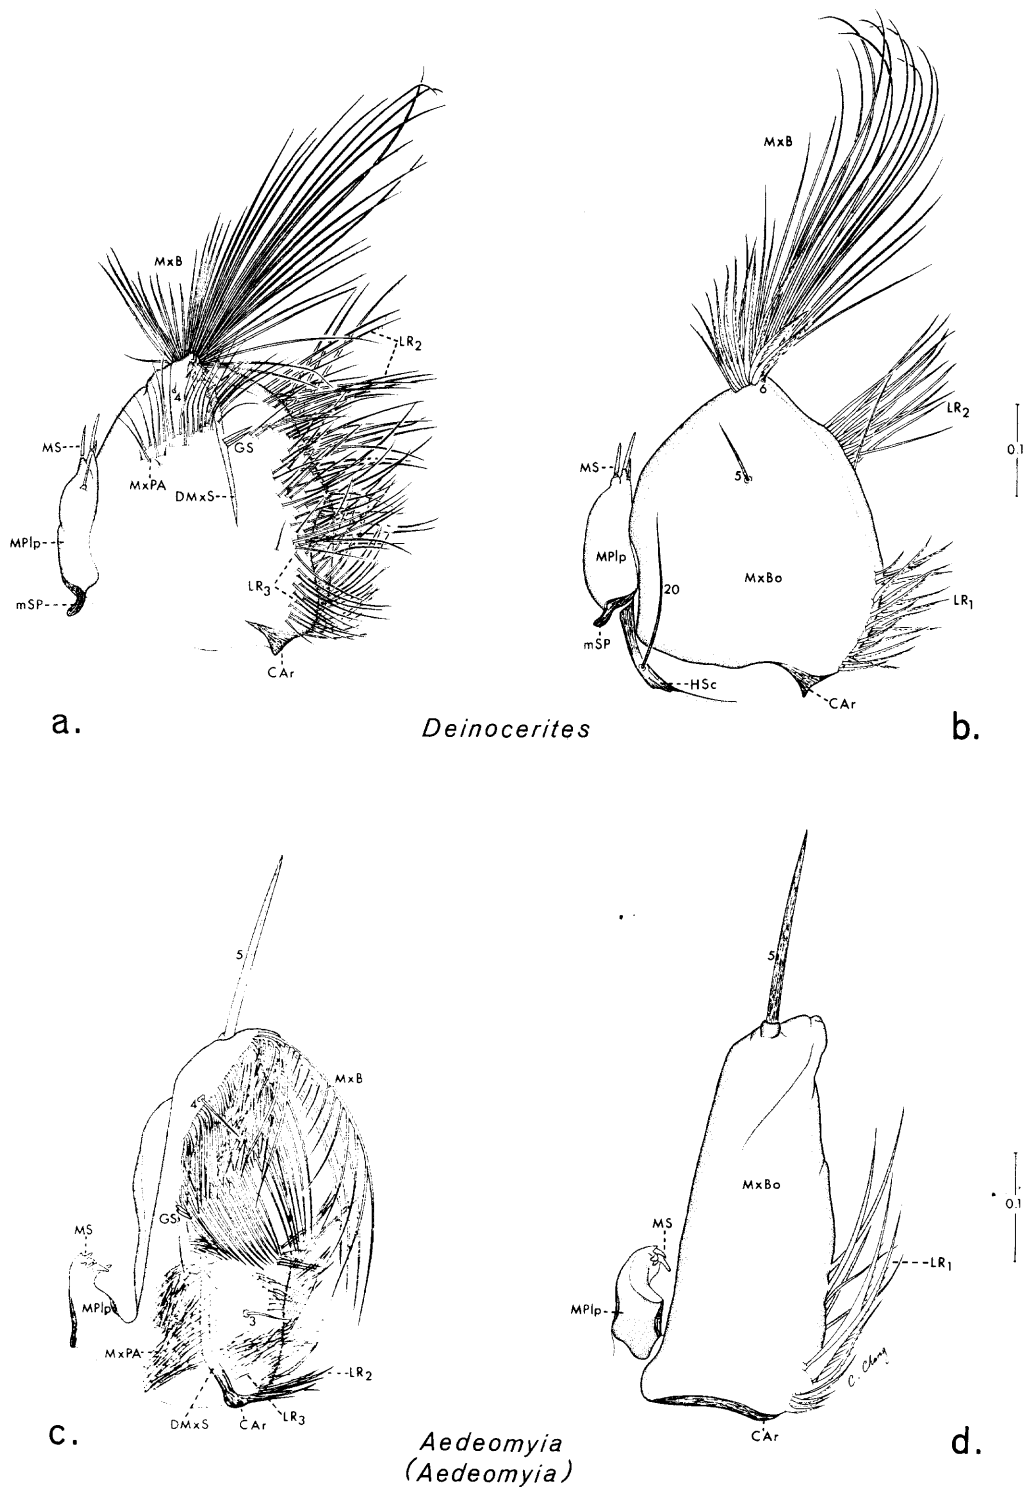 MxB
LR2
4
MS
GS
MxPA
DMxS
MPlp
LR3
mSP
CAr
a.
MxB
6
LR2
MS
5
0.1
MPlp
MxBo
20
LR1
mSP
HSc
CAr
b.
Deinocerites
5
MxB
4
GS
MS
MPlp
3
MxPA
LR2
LR3
DMxS
CAr
c.
5
MxBo
0.1
MS
LR1
MPlp
C. Chang
CAr
d.
Aedeomyia
(Aedeomyia)